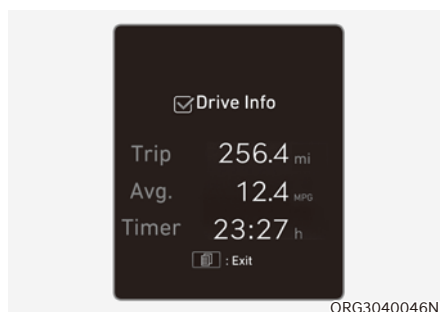 Drive Info
Trip 256.4 mi
Avg. 12.4 MPG
Timer 23:27 h
: Exit
ORG3040046N